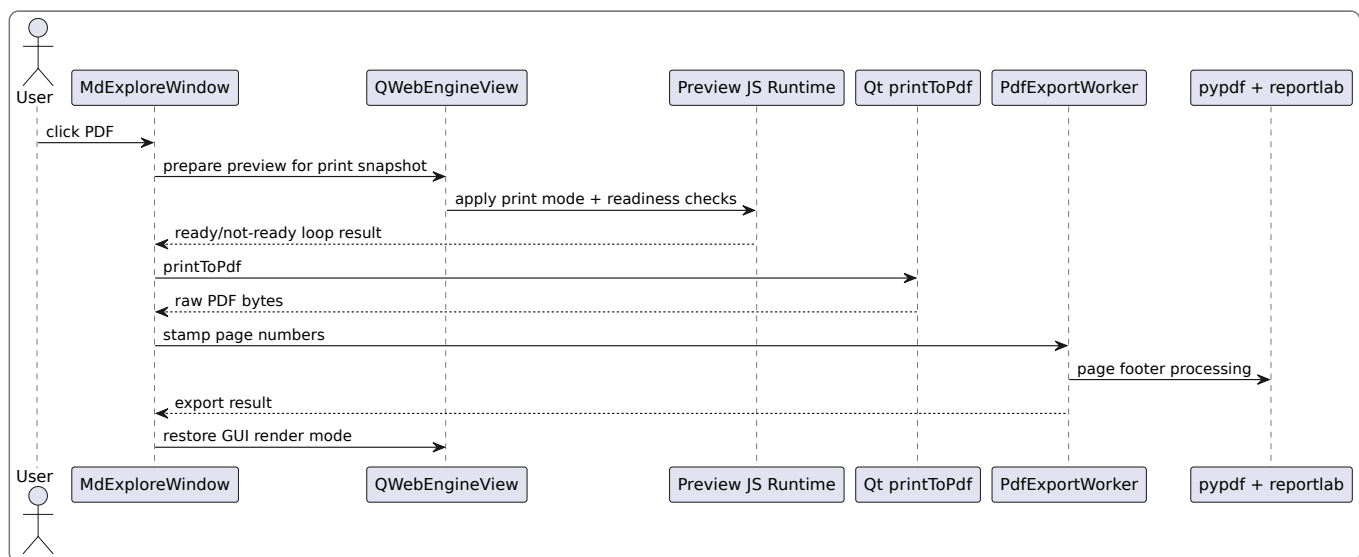 User
MdExploreWindow
QWebEngineView
Preview JS Runtime
Qt printToPdf
PdfExportWorker
pypdf + reportlab
click PDF
prepare preview for print snapshot
apply print mode + readiness checks
ready/not-ready loop result
printToPdf
raw PDF bytes
stamp page numbers
page footer processing
export result
restore GUI render mode
User
MdExploreWindow
QWebEngineView
Preview JS Runtime
Qt printToPdf
PdfExportWorker
pypdf + reportlab